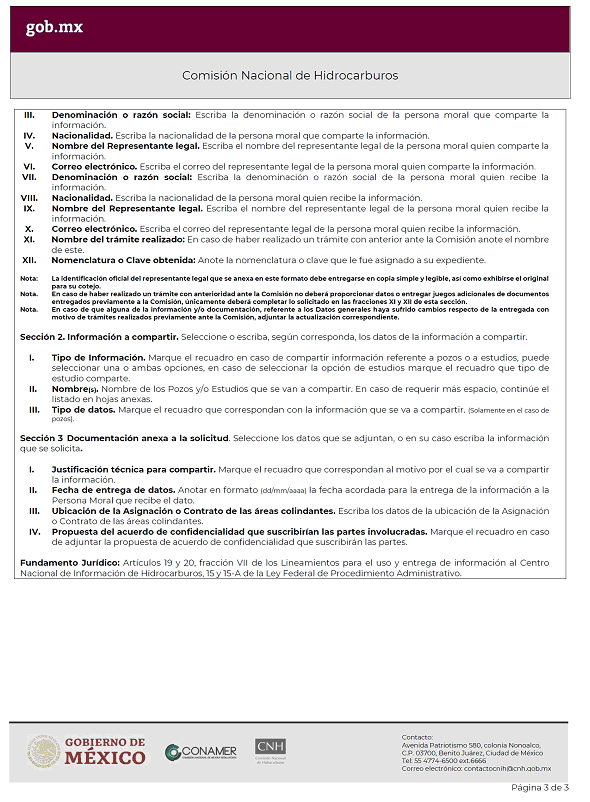 gob.mx
Comisión Nacional de Hidrocarburos
III. Denominación o razón social: Escriba la denominación o razón social de la persona moral que comparte la
información.
IV. Nacionalidad. Escriba la nacionalidad de la persona moral que comparte la información.
V. Nombre del Representante legal. Escriba el nombre del representante legal de la persona moral quien comparte la
información.
VI. Correo electrónico. Escriba el correo del representante legal de la persona moral quien comparte la información.
VII. Denominación o razón social: Escriba la denominación o razón social de la persona moral quien recibe la
información.
VIII. Nacionalidad. Escriba la nacionalidad de la persona moral quien recibe la información.
IX. Nombre del Representante legal. Escriba el nombre del representante legal de la persona moral quien recibe la
información.
X. Correo electrónico. Escriba el correo del representante legal de la persona moral quien recibe la información.
XI. Nombre del trámite realizado: En caso de haber realizado un trámite con anterior ante la Comisión anote el nombre
de este.
XII. Nomenclatura o Clave obtenida: Anote la nomenclatura o clave que le fue asignado a su expediente.
Nota: La identificación oficial del representante legal que se anexa en este formato debe entregarse en copia simple y legible, así como exhibirse el original
para su cotejo.
Nota. En caso de haber realizado un trámite con anterioridad ante la Comisión no deberá proporcionar datos o entregar juegos adicionales de documentos
entregados previamente a la Comisión, únicamente deberá completar lo solicitado en las fracciones XI y XII de esta sección.
Nota. En caso de que alguna de la información y/o documentación, referente a los Datos generales haya sufrido cambios respecto de la entregada con
motivo de trámites realizados previamente ante la Comisión, adjuntar la actualización correspondiente.
Sección 2. Información a compartir. Seleccione o escriba, según corresponda, los datos de la información a compartir.
I. Tipo de Información. Marque el recuadro en caso de compartir información referente a pozos o a estudios, puede
seleccionar una o ambas opciones, en caso de seleccionar la opción de estudios marque el recuadro que tipo de
estudio comparte.
II. Nombre(s). Nombre de los Pozos y/o Estudios que se van a compartir. En caso de requerir más espacio, continúe el
listado en hojas anexas.
III. Tipo de datos. Marque el recuadro que correspondan con la información que se va a compartir. (Solamente en el caso de
pozos).
Sección 3 Documentación anexa a la solicitud. Seleccione los datos que se adjuntan, o en su caso escriba la información
que se solicita.
I. Justificación técnica para compartir. Marque el recuadro que correspondan al motivo por el cual se va a compartir
la información.
II. Fecha de entrega de datos. Anotar en formato (dd/mm/aaaa) la fecha acordada para la entrega de la información a la
Persona Moral que recibe el dato.
III. Ubicación de la Asignación o Contrato de las áreas colindantes. Escriba los datos de la ubicación de la Asignación
o Contrato de las áreas colindantes.
IV. Propuesta del acuerdo de confidencialidad que suscribirían las partes involucradas. Marque el recuadro en caso
de adjuntar la propuesta de acuerdo de confidencialidad que suscribirán las partes.
Fundamento Jurídico: Artículos 19 y 20, fracción VII de los Lineamientos para el uso y entrega de información al Centro
Nacional de Información de Hidrocarburos, 15 y 15-A de la Ley Federal de Procedimiento Administrativo.
GOBIERNO DE
MÉXICO
CONAMER
COMISIÓN NACIONAL DE MEJORA REGULATORIA
CNH
Comisión Nacional
de Hidrocarburos
Contacto:
Avenida Patriotismo 580, colonia Nonoalco,
C.P. 03700, Benito Juárez, Ciudad de México
Tel: 55 4774-6500 ext.6666
Correo electrónico: contactocnih@cnh.gob.mx
Página 3 de 3